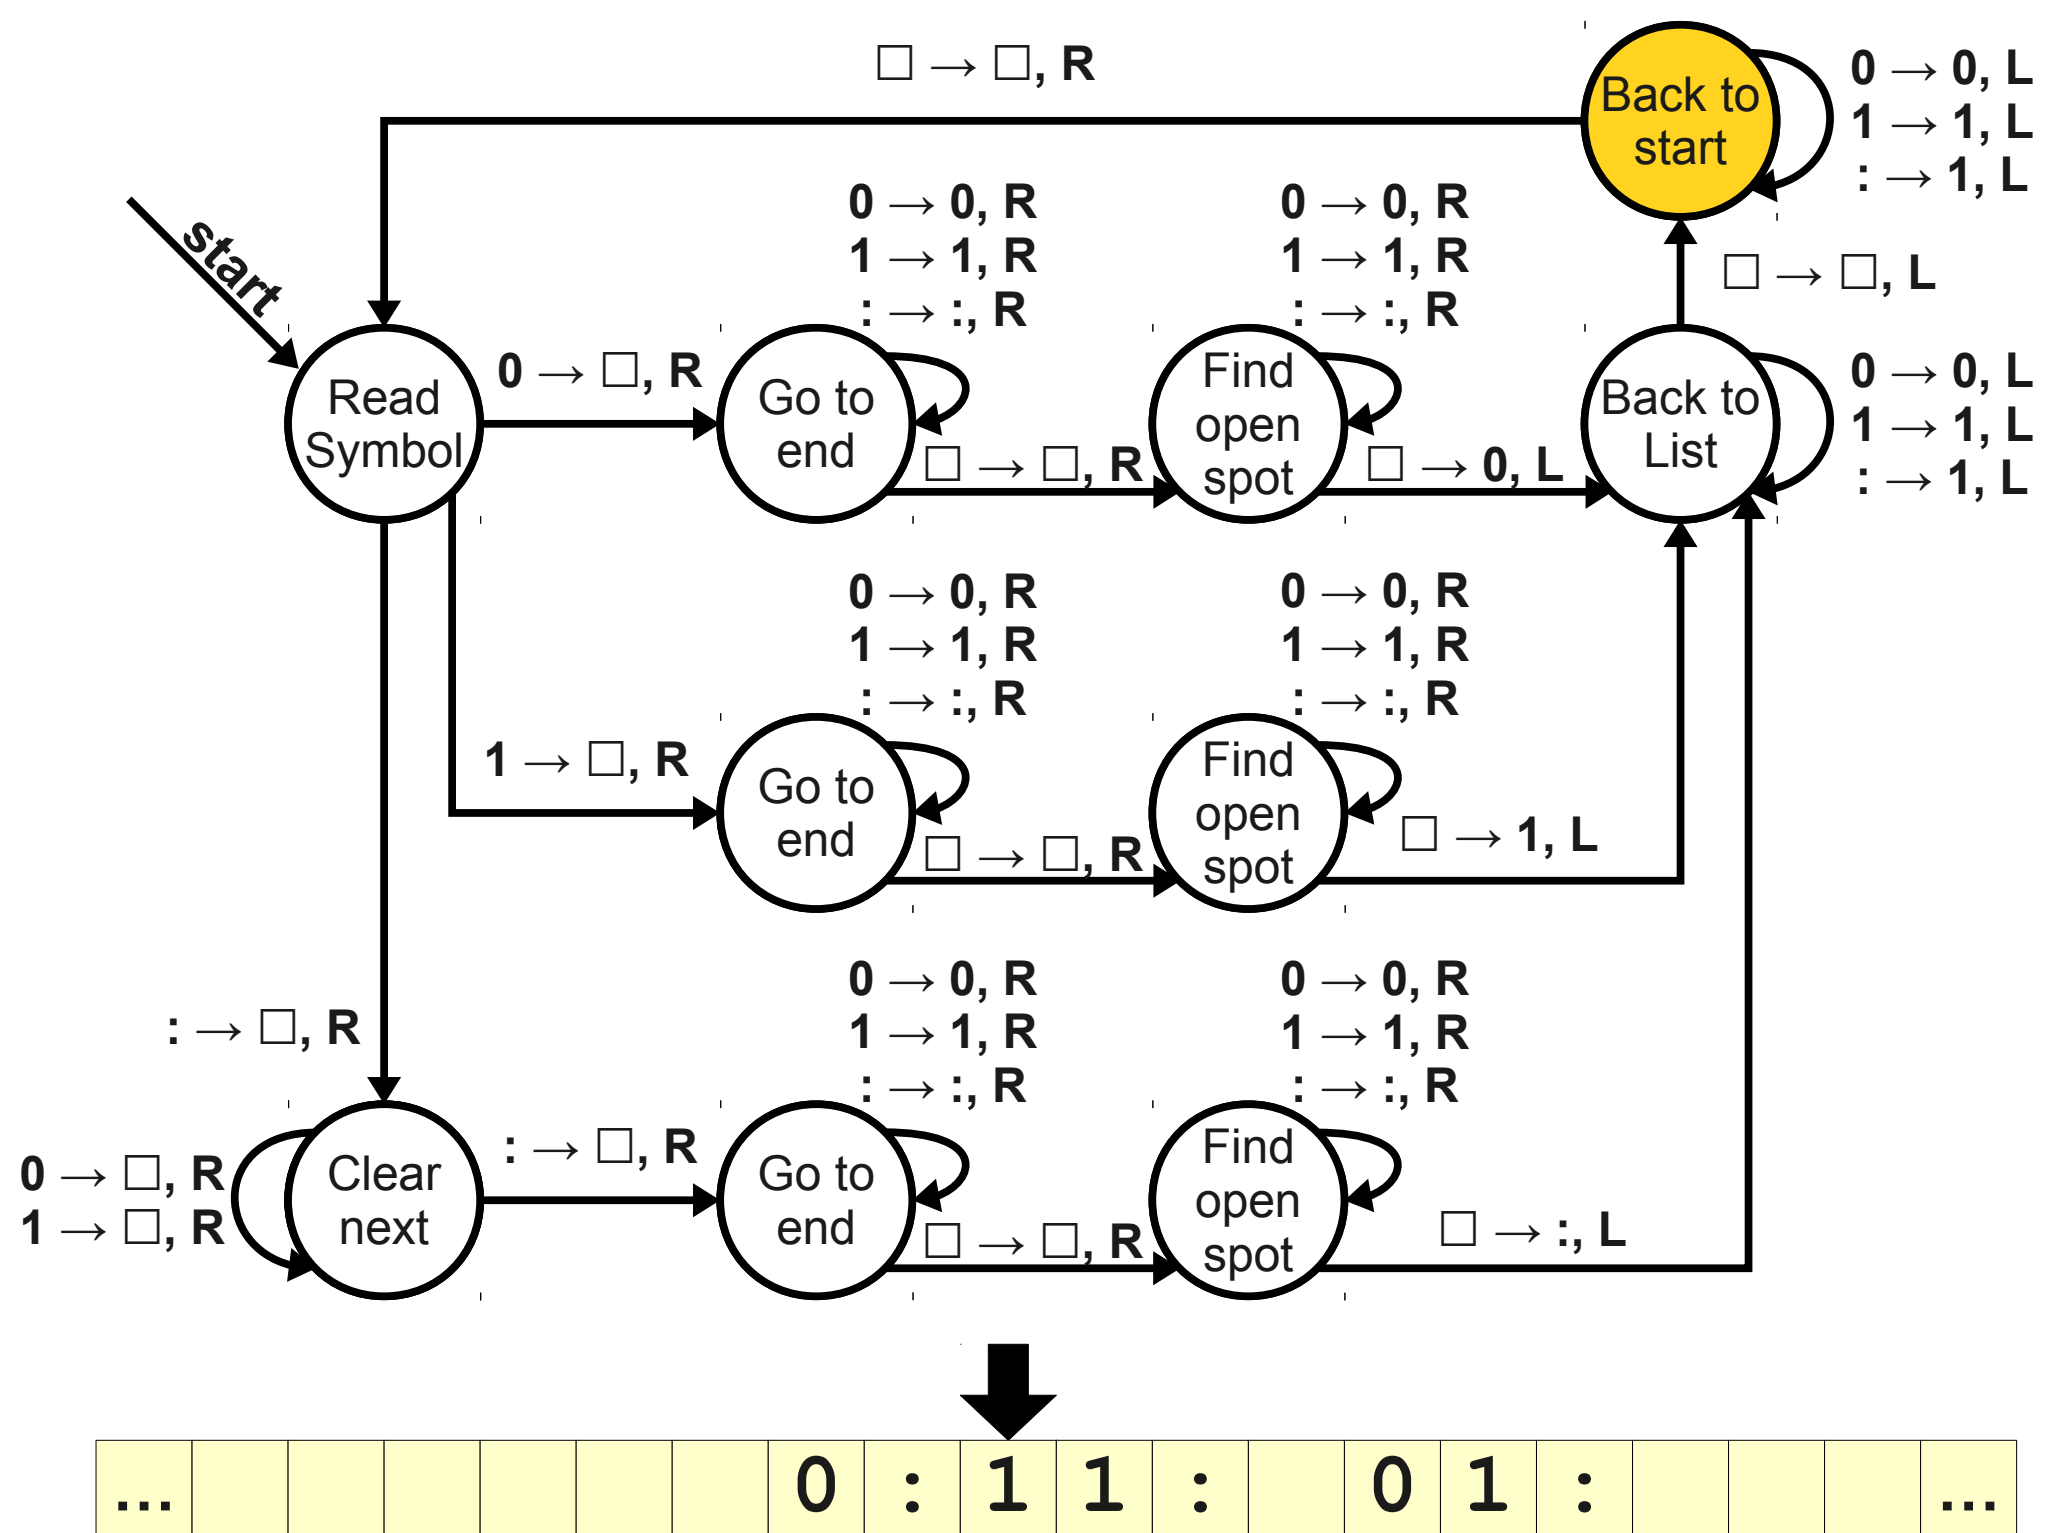 □ → □, R
Back to
start
0 → 0, L
1 → 1, L
: → 1, L
start
0 → 0, R
1 → 1, R
: → :, R
0 → 0, R
1 → 1, R
: → :, R
□ → □, L
Read
Symbol
0 → □, R
Go to
end
□ → □, R
Find
open
spot
□ → 0, L
Back to
List
0 → 0, L
1 → 1, L
: → 1, L
0 → 0, R
1 → 1, R
: → :, R
0 → 0, R
1 → 1, R
: → :, R
1 → □, R
Go to
end
□ → □, R
Find
open
spot
□ → 1, L
0 → 0, R
1 → 1, R
: → :, R
0 → 0, R
1 → 1, R
: → :, R
: → □, R
0 → □, R
1 → □, R
Clear
next
: → □, R
Go to
end
□ → □, R
Find
open
spot
□ → :, L
... 0 : 1 1 : 0 1 : ...